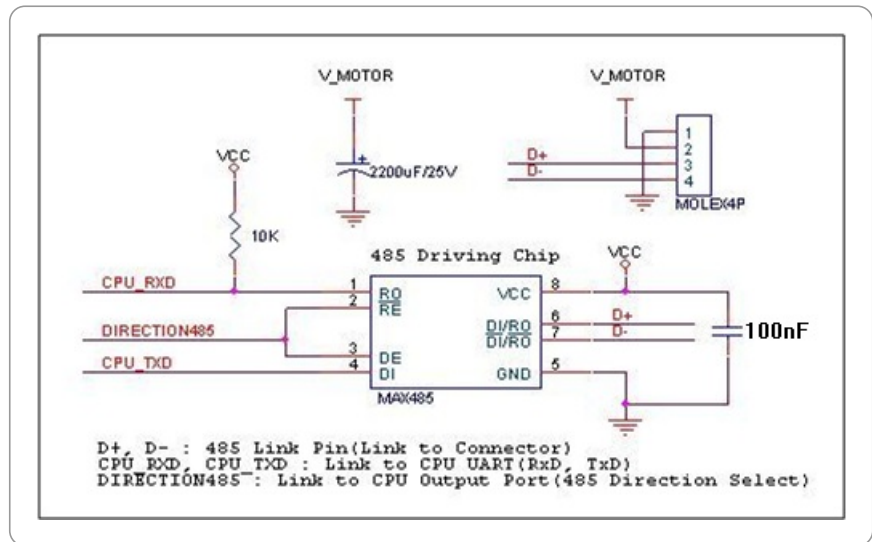 V_MOTOR
V_MOTOR
1
2
3
4
D+
D-
MOLEX4P
2200uF/25V
VCC
10K
485 Driving Chip
VCC
CPU_RXD
1
RO
VCC
8
2
RE
DIRECTION485
DI/RO
6
D+
DI/RO
7
D-
100nF
3
DE
CPU_TXD
4
DI
GND
5
MAX485
D+, D- : 485 Link Pin(Link to Connector)
CPU_RXD, CPU_TXD : Link to CPU UART(RxD, TxD)
DIRECTION485 : Link to CPU Output Port(485 Direction Select)